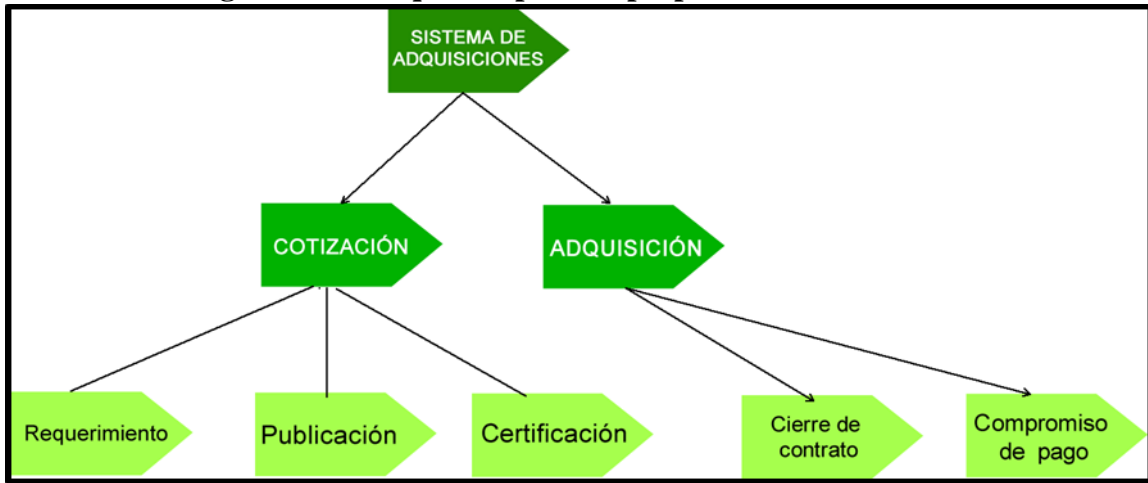 SISTEMA DE
ADQUISICIONES
COTIZACIÓN
ADQUISICIÓN
Requerimiento
Publicación
Certificación
Cierre de
contrato
Compromiso
de pago